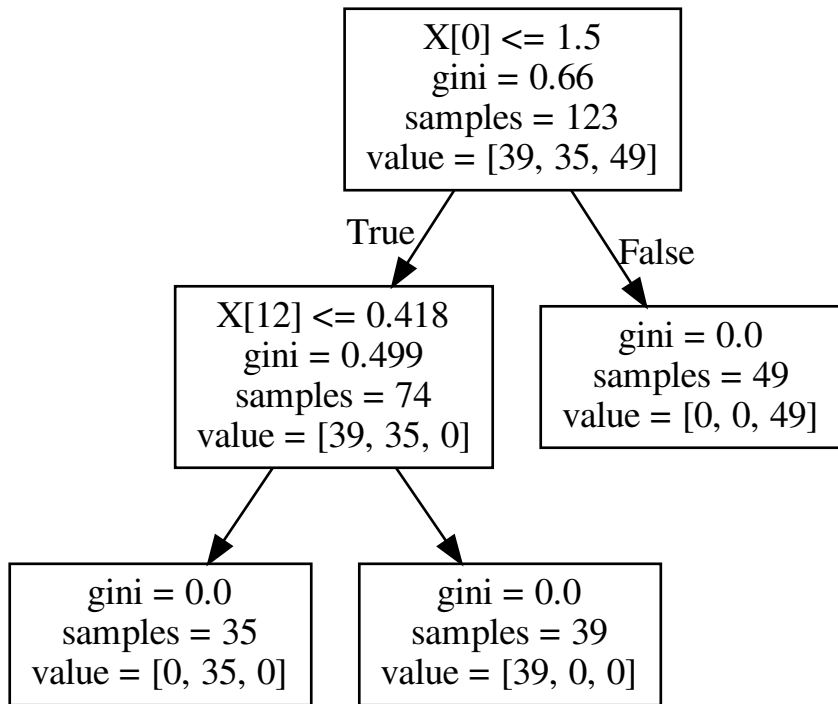 X[0] <= 1.5
gini = 0.66
samples = 123
value = [39, 35, 49]
True
False
X[12] <= 0.418
gini = 0.499
samples = 74
value = [39, 35, 0]
gini = 0.0
samples = 49
value = [0, 0, 49]
gini = 0.0
samples = 35
value = [0, 35, 0]
gini = 0.0
samples = 39
value = [39, 0, 0]